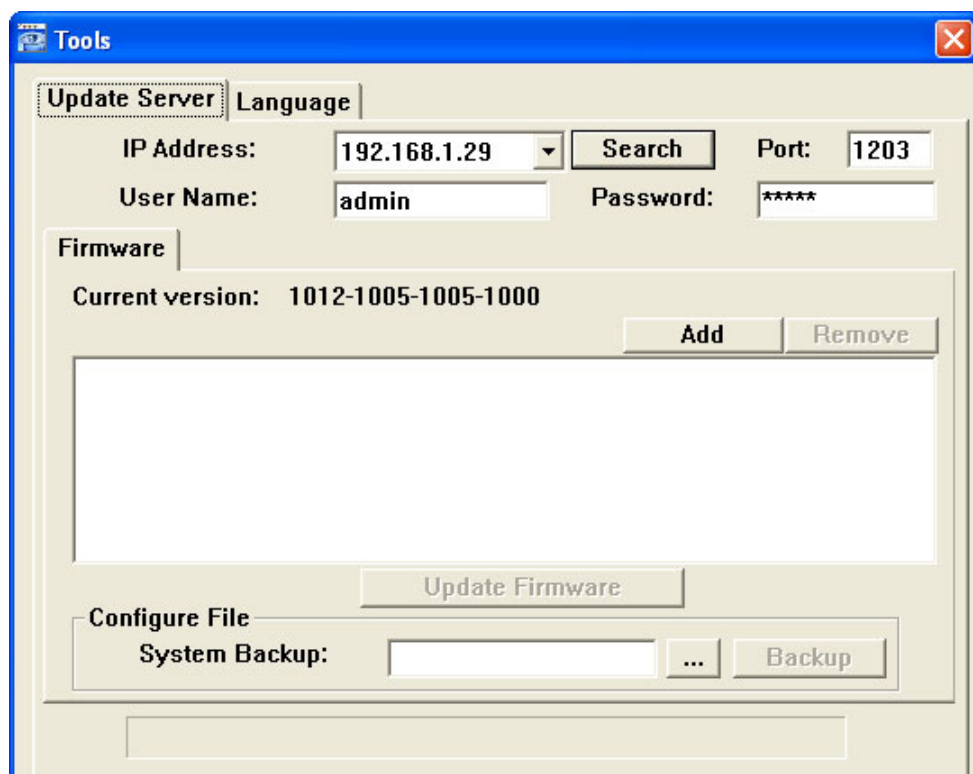 Tools
Update Server Language
IP Address: 192.168.1.29 Search Port: 1203
User Name: admin Password: *****
Firmware
Current version: 1012-1005-1005-1000
Add Remove
Update Firmware
Configure File
System Backup: ... Backup